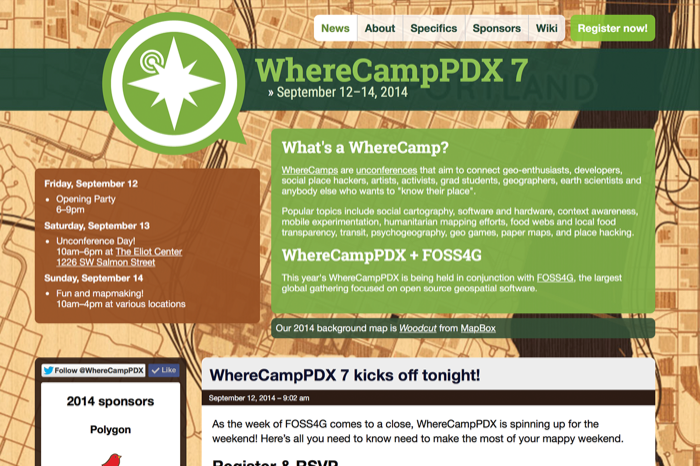 News About Specifics Sponsors Wiki Register now!
WhereCampPDX 7
» September 12–14, 2014
What's a WhereCamp?
WhereCamps are unconferences that aim to connect geo-enthusiasts, developers,
social place hackers, artists, activists, grad students, geographers, earth scientists and
anybody else who wants to "know their place".
Popular topics include social cartography, software and hardware, context awareness,
mobile experimentation, humanitarian mapping efforts, food webs and local food
transparency, transit, psychogeography, geo games, paper maps, and place hacking.
WhereCampPDX + FOSS4G
This year's WhereCampPDX is being held in conjunction with FOSS4G, the largest
global gathering focused on open source geospatial software.
Our 2014 background map is Woodcut from MapBox
Friday, September 12
• Opening Party
6–9pm
Saturday, September 13
• Unconference Day!
10am–6pm at The Eliot Center
1226 SW Salmon Street
Sunday, September 14
• Fun and mapmaking!
10am–4pm at various locations
Follow @WhereCampPDX Like
2014 sponsors
Polygon
WhereCampPDX 7 kicks off tonight!
September 12, 2014 – 9:02 am
As the week of FOSS4G comes to a close, WhereCampPDX is spinning up for the
weekend! Here's all you need to know need to make the most of your mappy weekend.
Register & RSVP